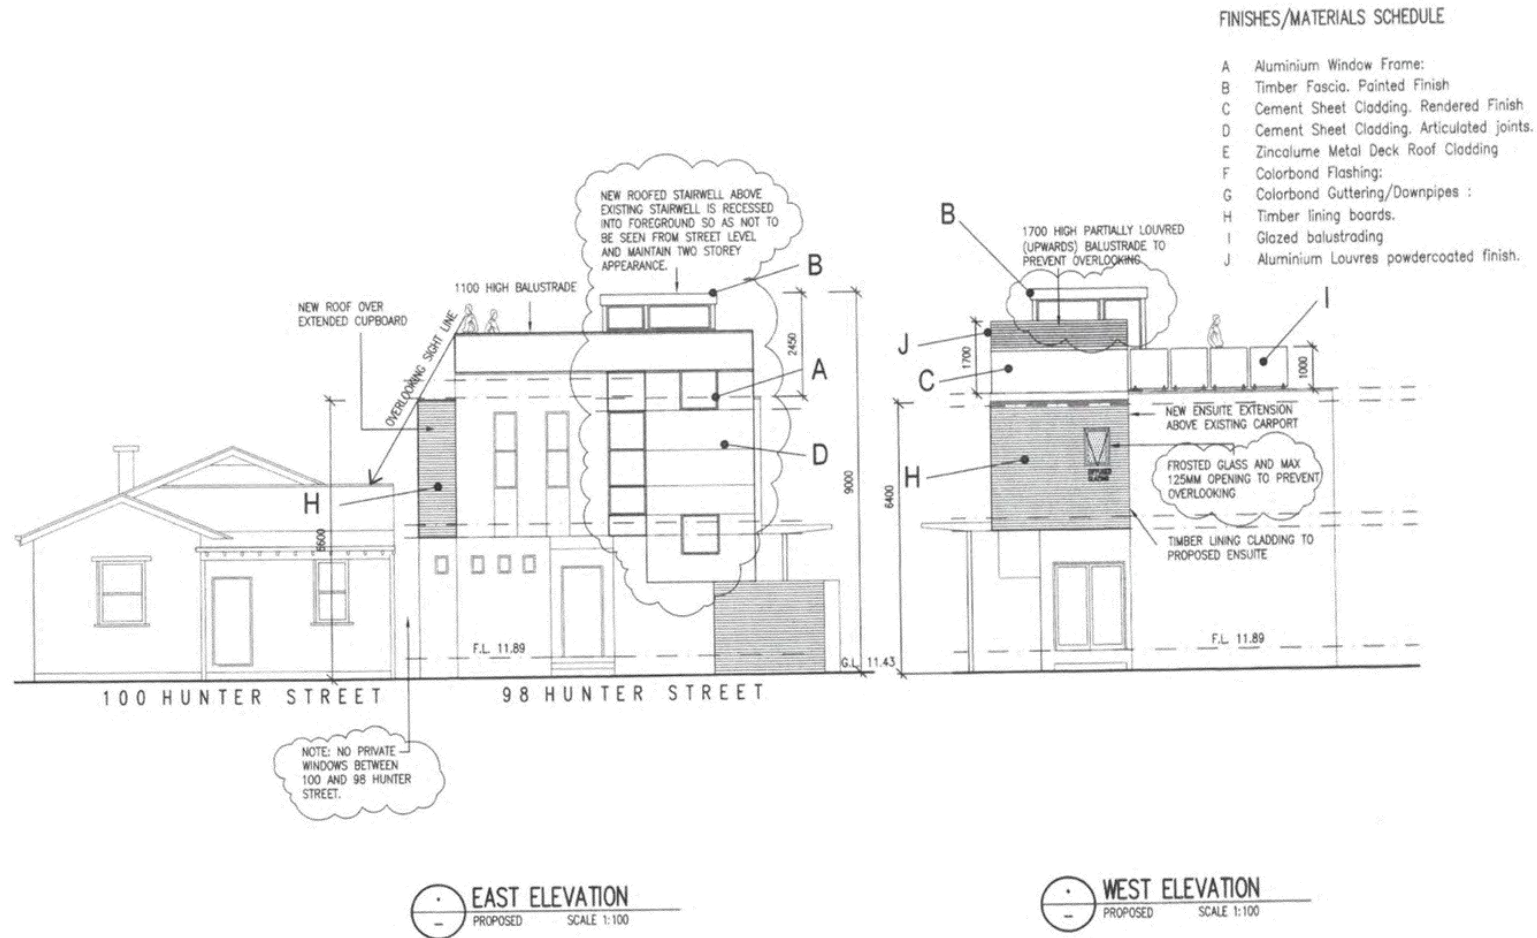 FINISHES/MATERIALS SCHEDULE
A Aluminium Window Frame:
B Timber Fascia. Painted Finish
C Cement Sheet Cladding. Rendered Finish
D Cement Sheet Cladding. Articulated joints.
E Zincalume Metal Deck Roof Cladding
F Colorbond Flashing:
G Colorbond Guttering/Downpipes :
H Timber lining boards.
I Glazed balustrading
J Aluminium Louvres powdercoated finish.
NEW ROOFED STAIRWELL ABOVE
EXISTING STAIRWELL IS RECESSED
INTO FOREGROUND SO AS NOT TO
BE SEEN FROM STREET LEVEL
AND MAINTAIN TWO STOREY
APPEARANCE.
B
1100 HIGH BALUSTRADE
NEW ROOF OVER
EXTENDED CUPBOARD
OVERLOOKING SIGHT LINE
2450
A
D
9000
H
6600
F.L. 11.89
G.L. 11.43
100 HUNTER STREET
98 HUNTER STREET
NOTE: NO PRIVATE
WINDOWS BETWEEN
100 AND 98 HUNTER
STREET.
EAST ELEVATION
PROPOSED SCALE 1:100
B
1700 HIGH PARTIALLY LOUVRED
(UPWARDS) BALUSTRADE TO
PREVENT OVERLOOKING
I
J
1700
C
1000
NEW ENSUITE EXTENSION
ABOVE EXISTING CARPORT
H
6400
FROSTED GLASS AND MAX
125MM OPENING TO PREVENT
OVERLOOKING
TIMBER LINING CLADDING TO
PROPOSED ENSUITE
F.L. 11.89
WEST ELEVATION
PROPOSED SCALE 1:100